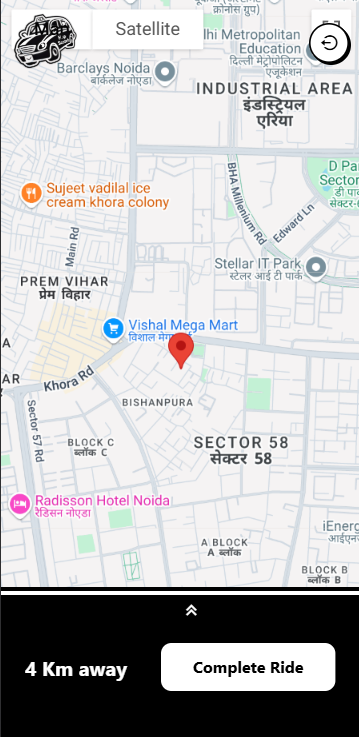 Satellite
lhi Metropolitan
Education
दिल्ली मेट्रोपोलिटन
एजूकेशन
Barclays Noida
बार्कलेज नोएडा
INDUSTRIAL AREA
इंडस्ट्रियल
एरिया
Sujeet vadilal ice
cream khora colony
BHA Millenium Rd
Edward Ln
D Pa
Sector
Main Rd
Stellar IT Park
स्टेलर आई टी पार्क
PREM VIHAR
प्रेम विहार
Vishal Mega Mart
विशाल मेगा
A
AR
Khora Rd
BISHANPURA
Sector 57 Rd
BLOCK C
ब्लॉक C
SECTOR 58
सेक्टर 58
Radisson Hotel Noida
रैडिसन नोएडा
iEnerg
A BLOCK
A ब्लॉक
BLOCK B
ब्लॉक B
4 Km away
Complete Ride